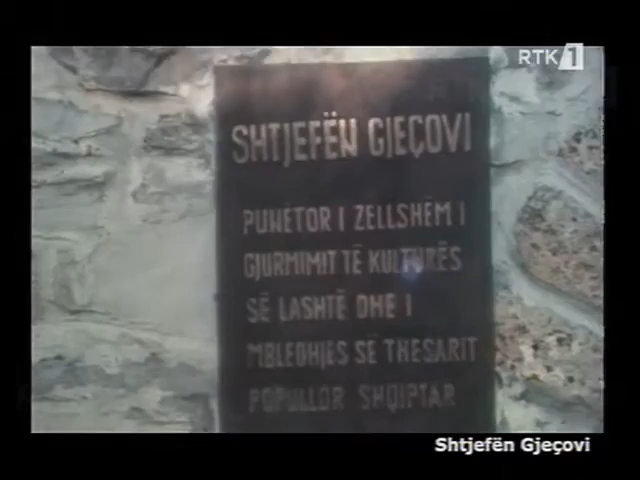 RTK 1
SHTJEFËN GJEÇOVI
PUNËTOR I ZELLSHËM I
GJURMIMIT TË KULTURËS
SË LASHTË DHE I
MBLEDHJES SË THESARIT
POPULLOR SHQIPTAR
Shtjefën Gjeçovi